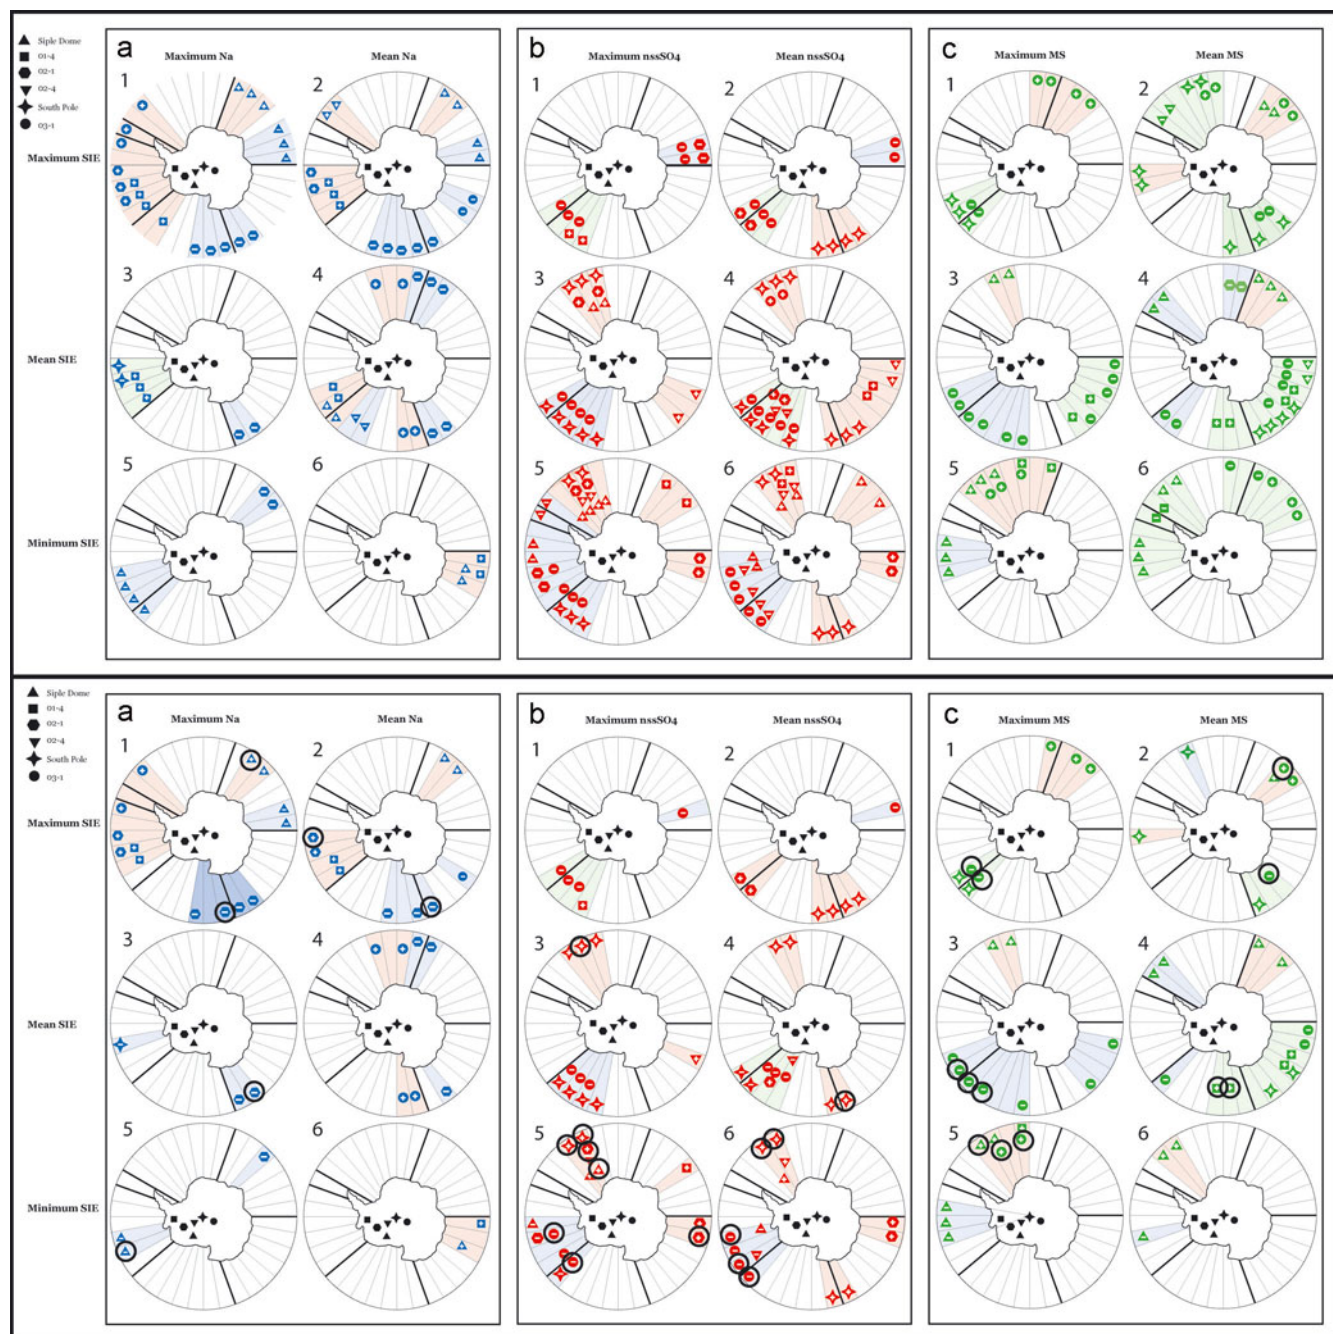 a
b
c
Siple Dome
01-4
02-1
02-4
South Pole
03-1
Maximum Na
Mean Na
Maximum nssSO4
Mean nssSO4
Maximum MS
Mean MS
1
2
1
2
1
2
Maximum SIE
3
4
3
4
3
4
Mean SIE
5
6
5
6
5
6
Minimum SIE
a
b
c
Siple Dome
01-4
02-1
02-4
South Pole
03-1
Maximum Na
Mean Na
Maximum nssSO4
Mean nssSO4
Maximum MS
Mean MS
1
2
1
2
1
2
Maximum SIE
3
4
3
4
3
4
Mean SIE
5
6
5
6
5
6
Minimum SIE